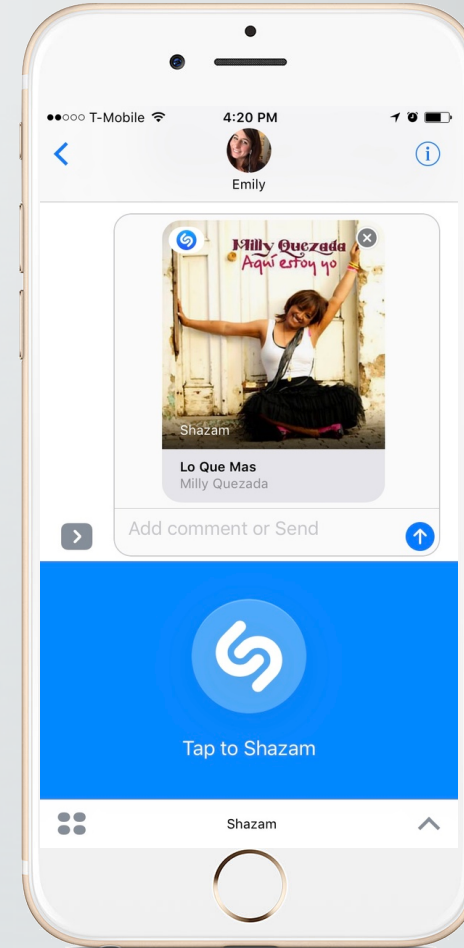 T-Mobile 4:20 PM
Emily
Milly Quezada
Aquí estoy yo
Shazam
Lo Que Mas
Milly Quezada
Add comment or Send
Tap to Shazam
Shazam